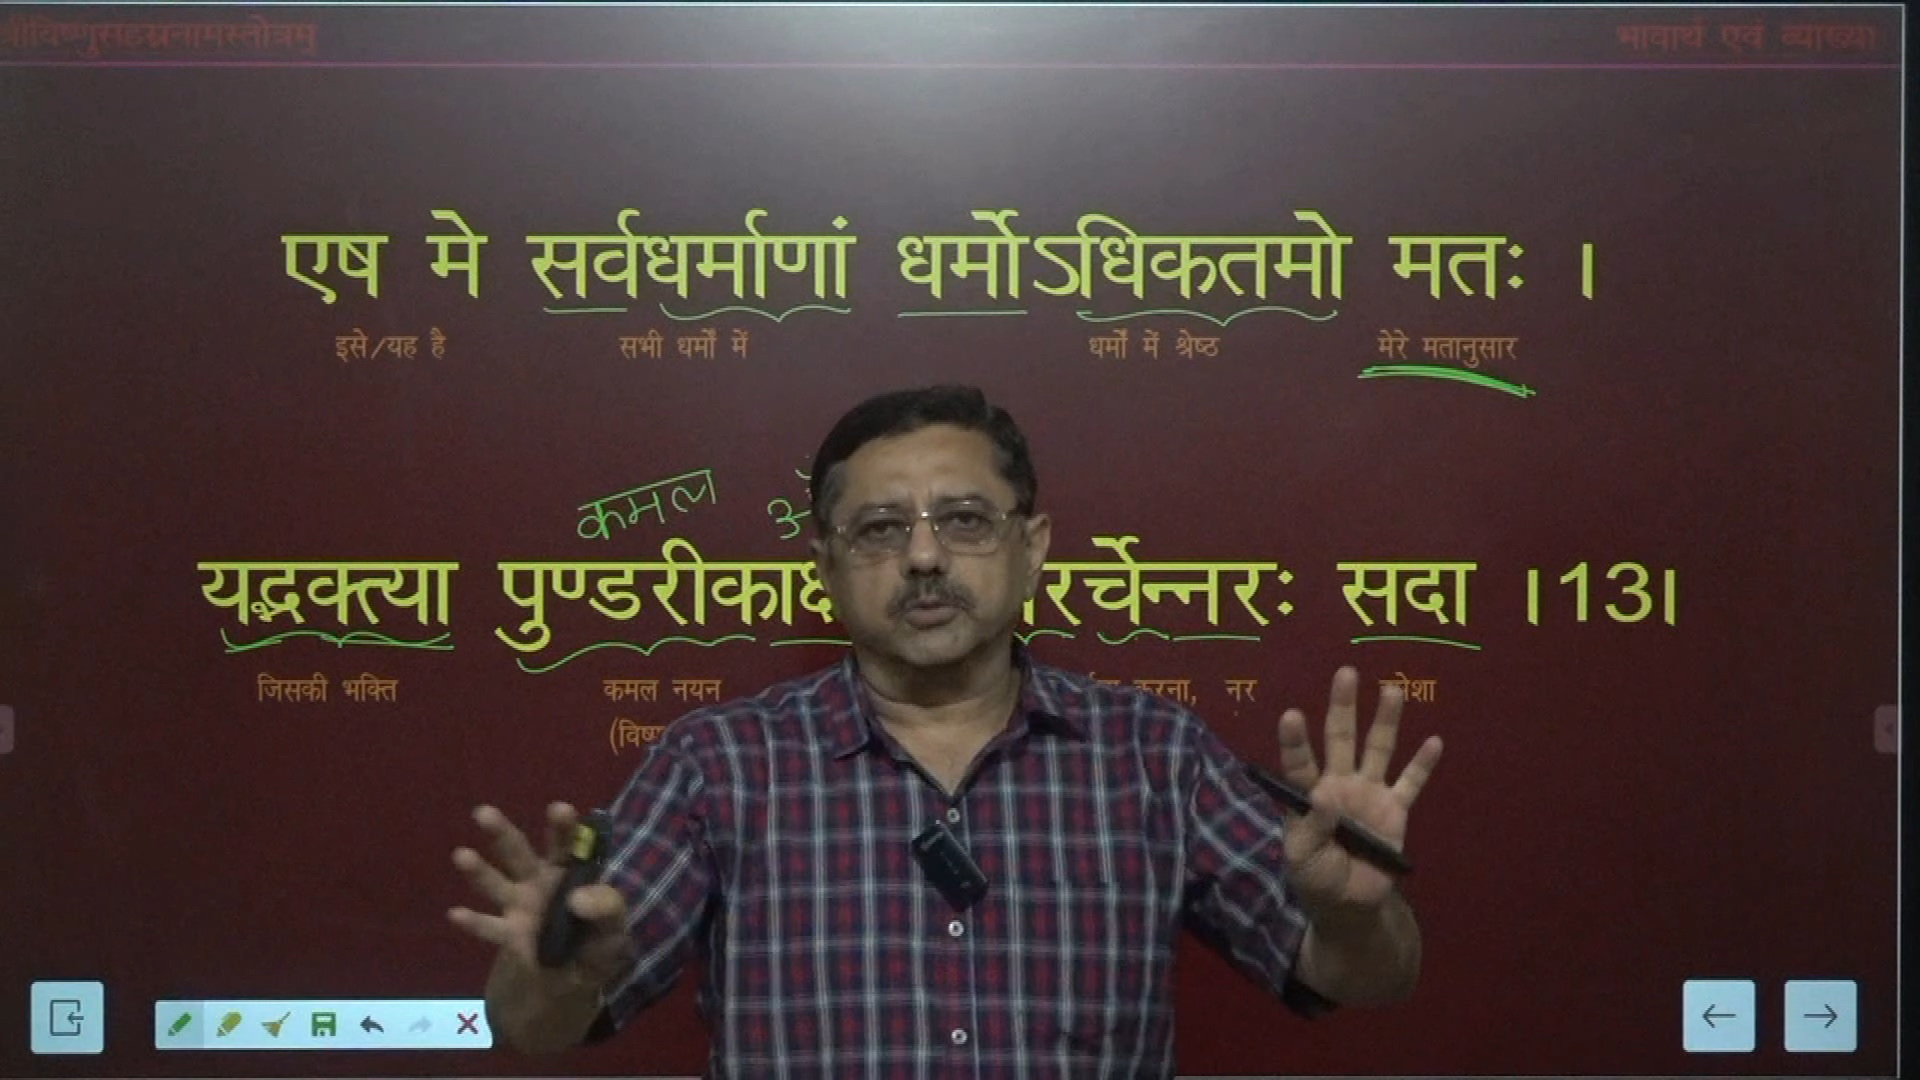 श्रीविष्णुसहस्रनामस्तोत्रम् भावार्थ एवं व्याख्या
एष मे सर्वधर्माणां धर्मोऽधिकतमो मतः ।
इसे/यह है सभी धर्मों में धर्मों में श्रेष्ठ मेरे मतानुसार
कमल
यद्भक्त्या पुण्डरीकाक्ष रर्चेन्नरः सदा ।13।
जिसकी भक्ति कमल नयन करना, नर